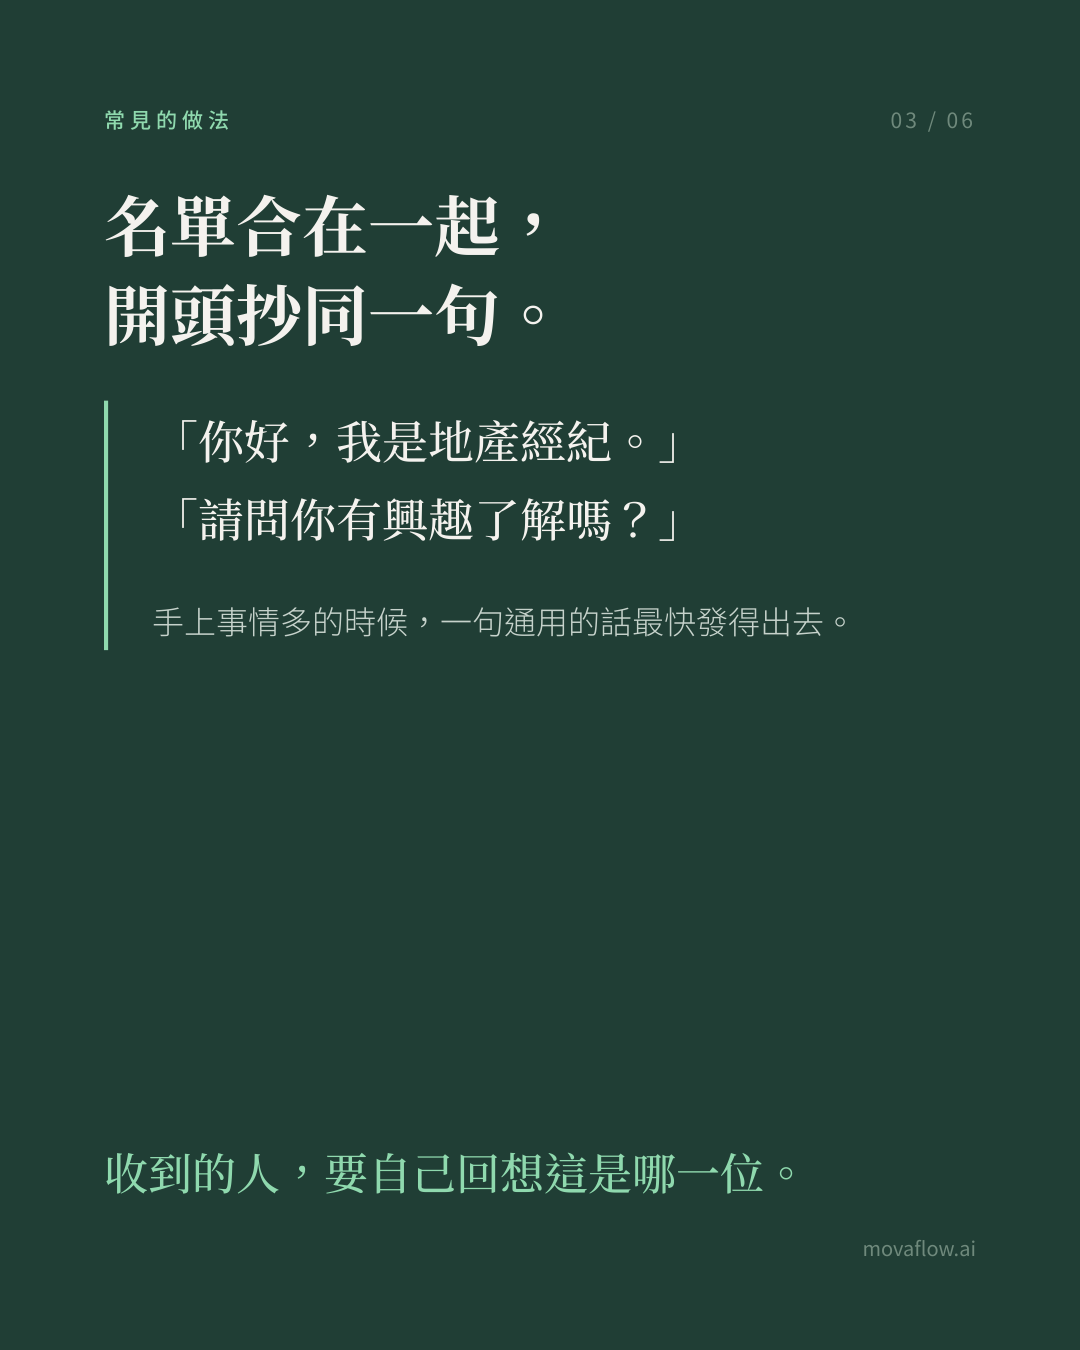 常見的做法
03 / 06
名單合在一起，
開頭抄同一句。
「你好，我是地產經紀。」
「請問你有興趣了解嗎？」
手上事情多的時候，一句通用的話最快發得出去。
收到的人，要自己回想這是哪一位。
movaflow.ai